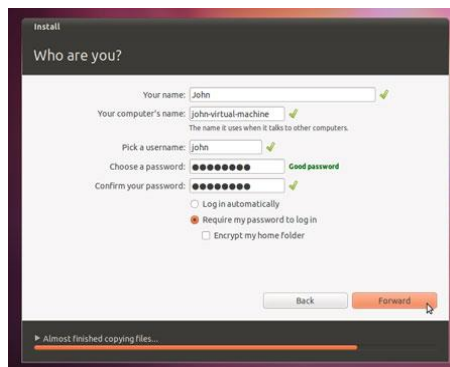 Install
Who are you?
Your name: John
Your computer's name: john-virtual-machine
The name it uses when it talks to other computers.
Pick a username: john
Choose a password: ●●●●●●●● Good password
Confirm your password: ●●●●●●●●
Log in automatically
Require my password to log in
Encrypt my home folder
Back Forward
Almost finished copying files...